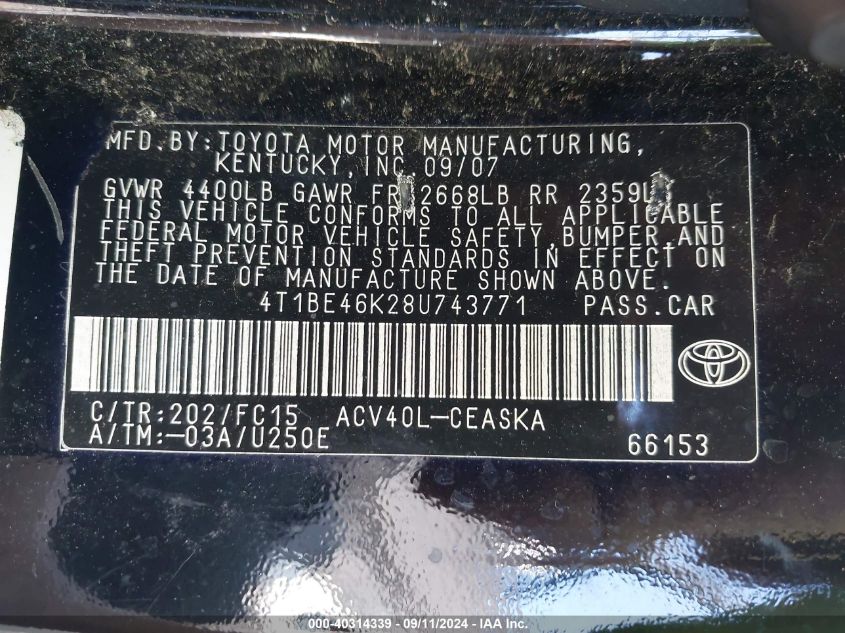 MFD.BY:TOYOTA MOTOR MANUFACTURING,
KENTUCKY,INC 09/07
GVWR 4400LB GAWR FR 2668LB RR 2359LB
THIS VEHICLE CONFORMS TO ALL APPLICABLE
FEDERAL MOTOR VEHICLE SAFETY,BUMPER,AND
THEFT PREVENTION STANDARDS IN EFFECT ON
THE DATE OF MANUFACTURE SHOWN ABOVE.
4T1BE46K28U743771 PASS.CAR
C/TR:202/FC15 ACV40L-CEASKA
A/TM:-03A/U250E 66153
000-40314339 - 09/11/2024 - IAA Inc.